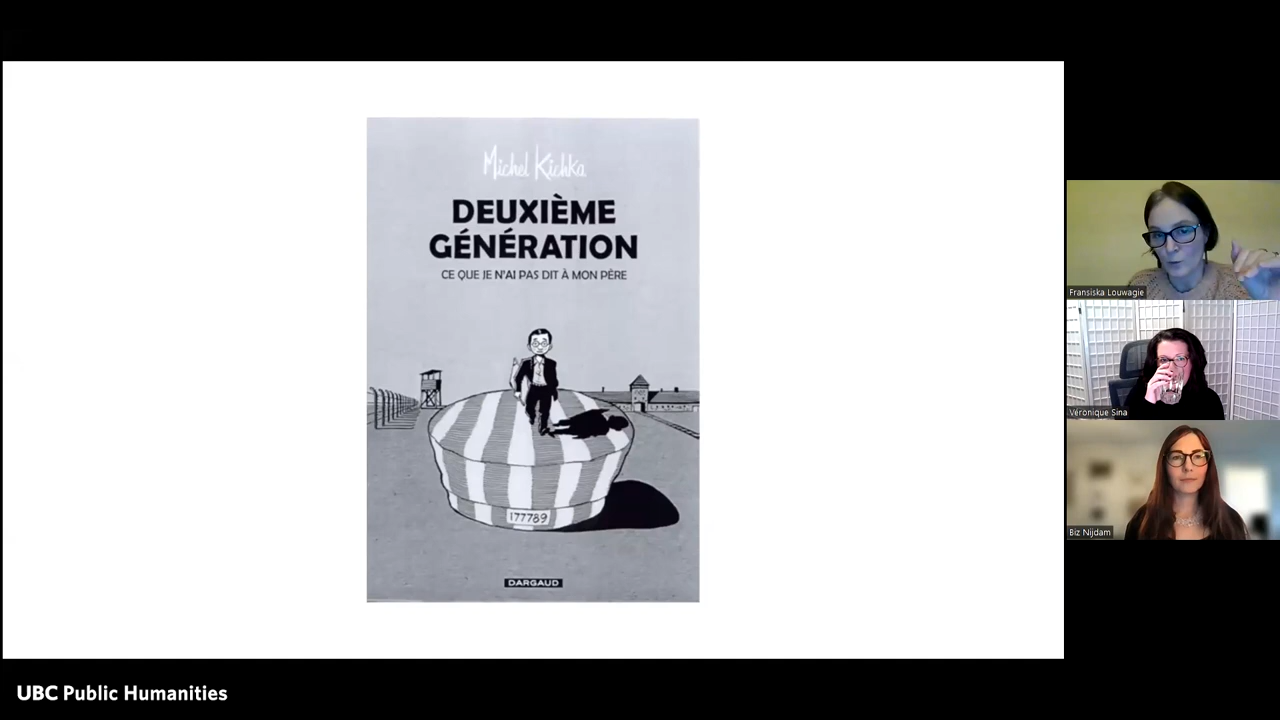 Michel Kichka
DEUXIÈME
GÉNÉRATION
CE QUE JE N'AI PAS DIT À MON PÈRE
177789
DARGAUD
Fransiska Louwagie
Véronique Sina
Biz Nijdam
UBC Public Humanities